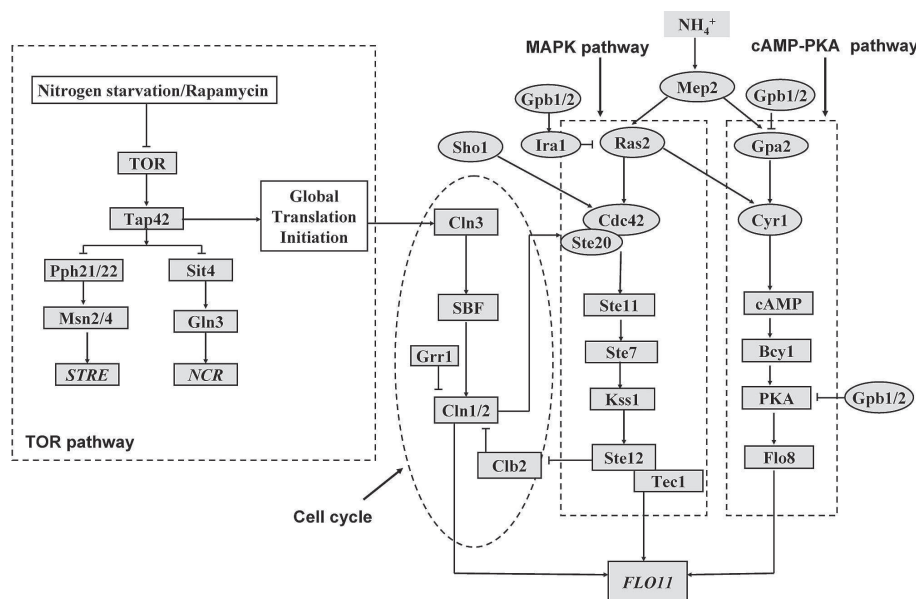 MAPK pathway
NH₄⁺
cAMP-PKA pathway
Nitrogen starvation/Rapamycin
Gpb1/2
Mep2
Gpb1/2
Sho1
Ira1
Ras2
Gpa2
TOR
Global
Translation
Initiation
Tap42
Cln3
Cdc42
Ste20
Cyr1
Pph21/22
Sit4
Msn2/4
Gln3
SBF
Ste11
cAMP
STRE
NCR
Grr1
Ste7
Bcy1
Cln1/2
Kss1
PKA
Gpb1/2
TOR pathway
Clb2
Ste12
Tec1
Flo8
Cell cycle
FLO11